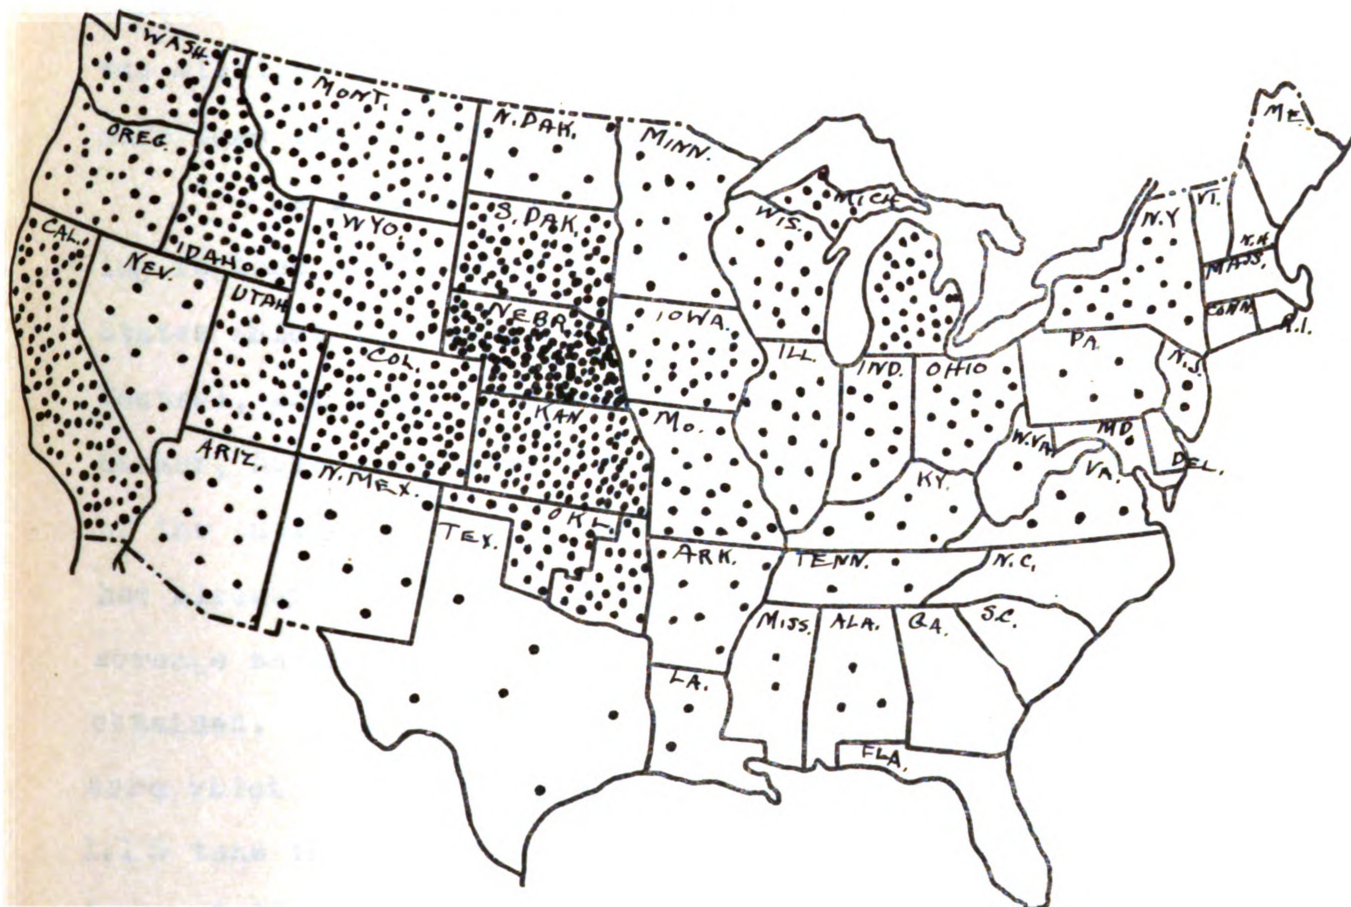 WASH.
MONT.
N. DAK.
MINN.
ME.
OREG.
IDAHO
WYO.
S. DAK.
WIS.
MICH
N.Y
VT.
N.H.
MASS.
CONN.
R.I.
CAL.
NEV.
UTAH
COL.
NEBR.
IOWA.
ILL.
IND.
OHIO
PA.
N.J.
KAN
MO.
W.VA.
MD
DEL.
VA.
KY.
ARIZ.
N. MEX.
TEX.
OKL.
ARK.
TENN.
N.C.
S.C.
MISS.
ALA.
GA.
LA.
FLA.
obtained.